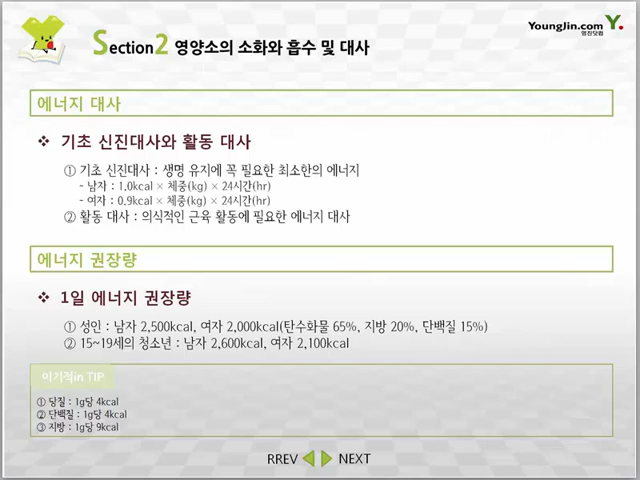 YoungJin.com Y.
영진닷컴
Section2 영양소의 소화와 흡수 및 대사
에너지 대사
❖ 기초 신진대사와 활동 대사
① 기초 신진대사 : 생명 유지에 꼭 필요한 최소한의 에너지
- 남자 : 1.0kcal × 체중(kg) × 24시간(hr)
- 여자 : 0.9kcal × 체중(kg) × 24시간(hr)
② 활동 대사 : 의식적인 근육 활동에 필요한 에너지 대사
에너지 권장량
❖ 1일 에너지 권장량
① 성인 : 남자 2,500kcal, 여자 2,000kcal(탄수화물 65%, 지방 20%, 단백질 15%)
② 15~19세의 청소년 : 남자 2,600kcal, 여자 2,100kcal
이기적in TIP
① 당질 : 1g당 4kcal
② 단백질 : 1g당 4kcal
③ 지방 : 1g당 9kcal
RREV NEXT